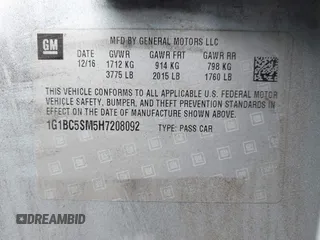 GM
MFD BY GENERAL MOTORS LLC
DATE GVWR GAWR FRT GAWR RR
12/16 1712 KG 914 KG 798 KG
3775 LB 2015 LB 1760 LB
THIS VEHICLE CONFORMS TO ALL APPLICABLE U.S. FEDERAL MOTOR
VEHICLE SAFETY, BUMPER, AND THEFT PREVENTION STANDARDS
IN EFFECT ON THE DATE OF MANUFACTURE SHOWN ABOVE.
1G1BC5SM5H7208092 TYPE: PASS CAR
DREAMBID